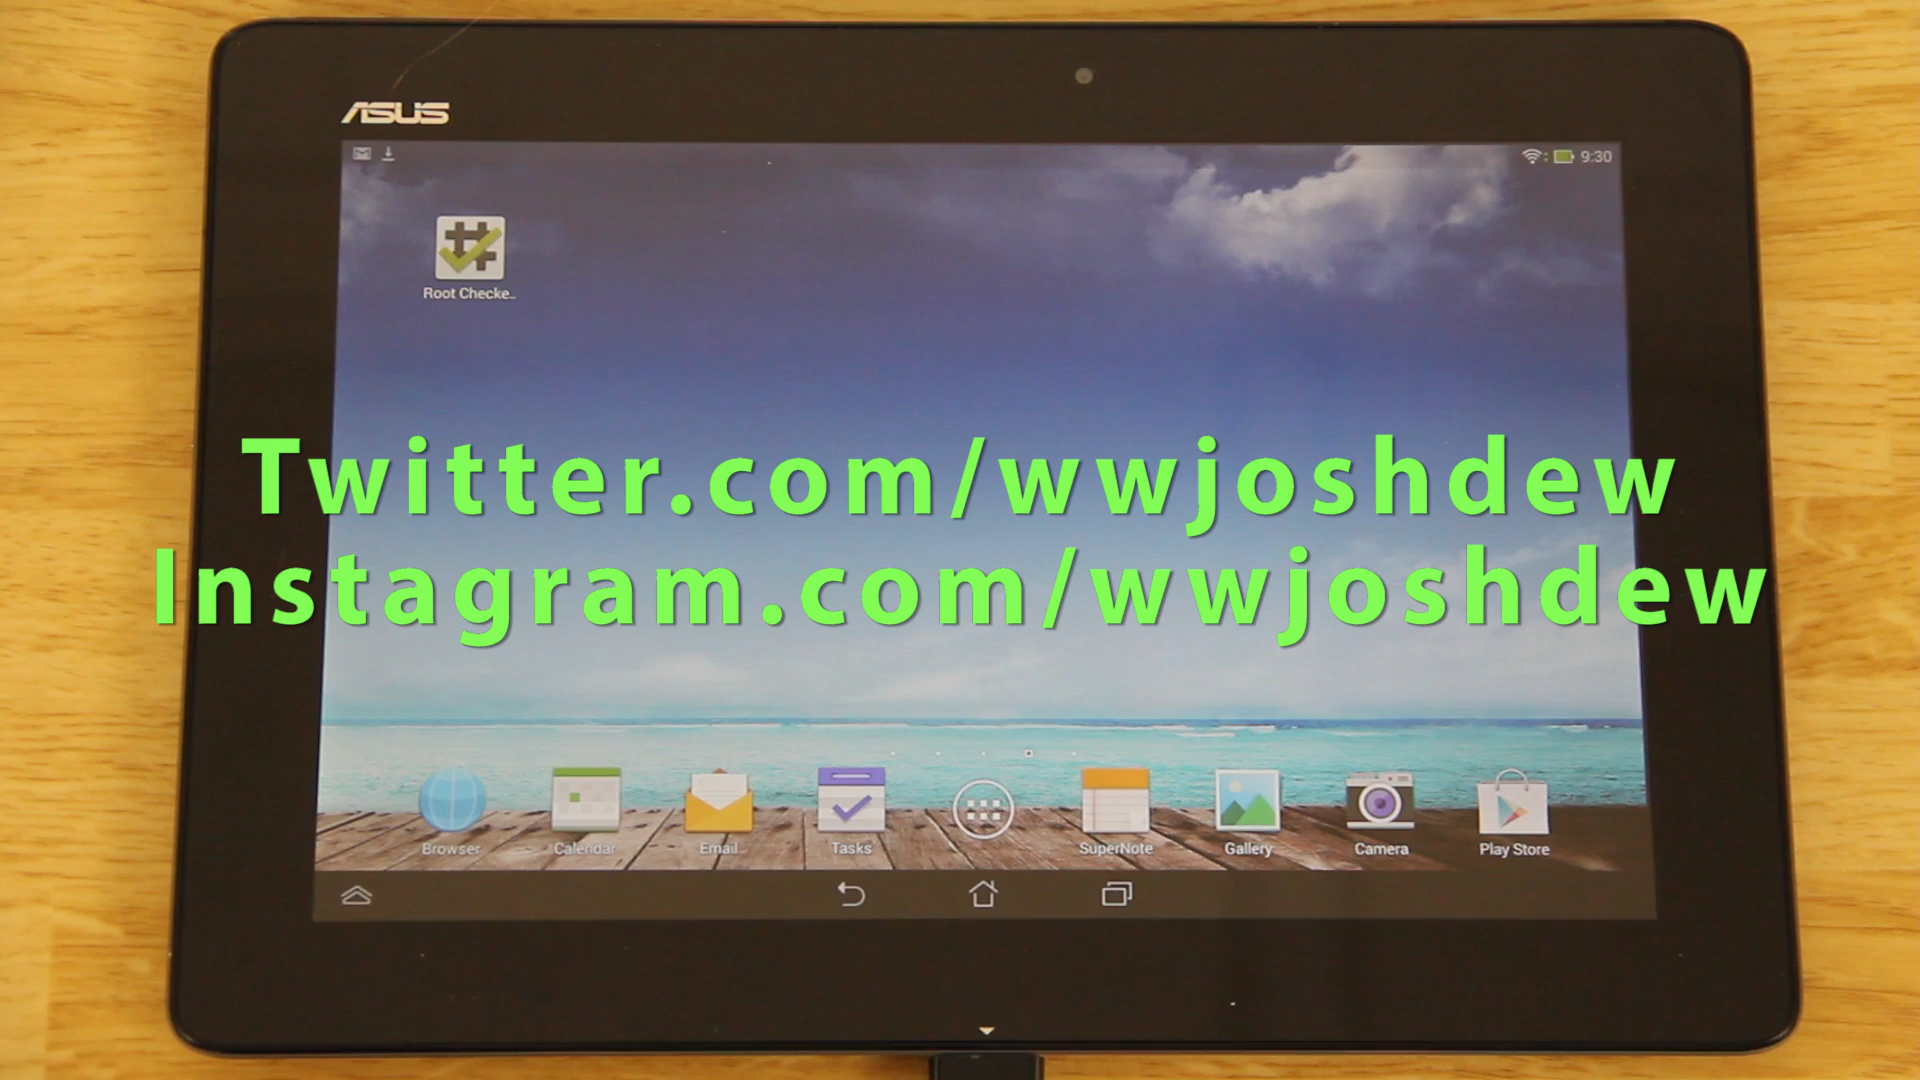 ASUS
9:30
Root Checke..
Twitter.com/wwjoshdew
Instagram.com/wwjoshdew
Browser
Calendar
Email
Tasks
SuperNote
Gallery
Camera
Play Store